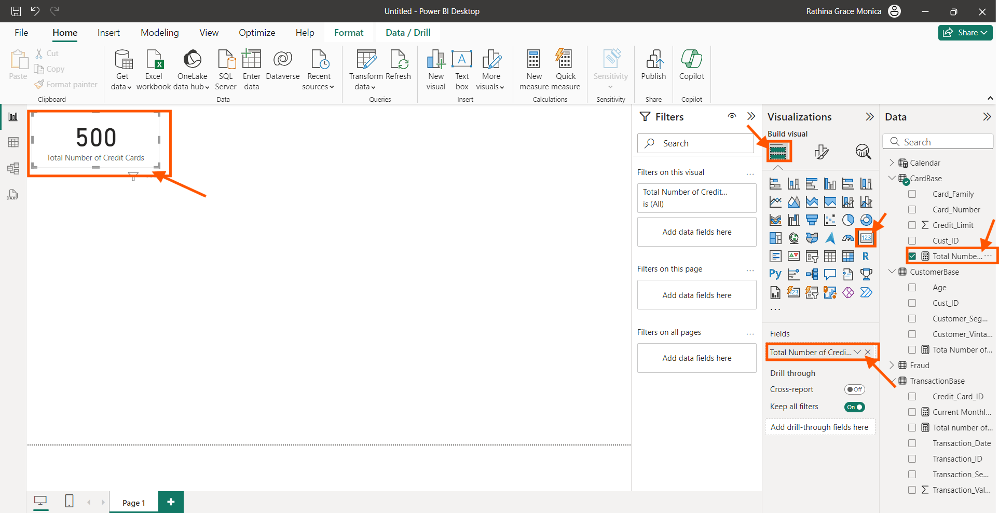 Untitled - Power BI Desktop
Rathina Grace Monica
File
Home
Insert
Modeling
View
Optimize
Help
Format
Data / Drill
Share
Paste
Cut
Copy
Format painter
Clipboard
Get
data
Excel
workbook
OneLake
data hub
SQL
Server
Enter
data
Dataverse
Recent
sources
Data
Transform
data
Refresh
Queries
New
visual
Text
box
More
visuals
Insert
New
measure
Quick
measure
Calculations
Sensitivity
Sensitivity
Publish
Share
Copilot
Copilot
500
Total Number of Credit Cards
DAX
Filters
Search
Filters on this visual
...
Total Number of Credit...
is (All)
Add data fields here
Filters on this page
...
Add data fields here
Filters on all pages
...
Add data fields here
Visualizations
Build visual
123
R
Py
123
...
Fields
Total Number of Credi...
Drill through
Cross-report
Off
Keep all filters
On
Add drill-through fields here
Data
Search
Calendar
CardBase
Card_Family
Card_Number
Credit_Limit
Cust_ID
Total Numbe...
...
CustomerBase
Age
Cust_ID
Customer_Seg...
Customer_Vinta...
Tota Number of...
Fraud
TransactionBase
Credit_Card_ID
Current Monthl...
Total number of...
Transaction_Date
Transaction_ID
Transaction_Se...
Transaction_Val...
Page 1